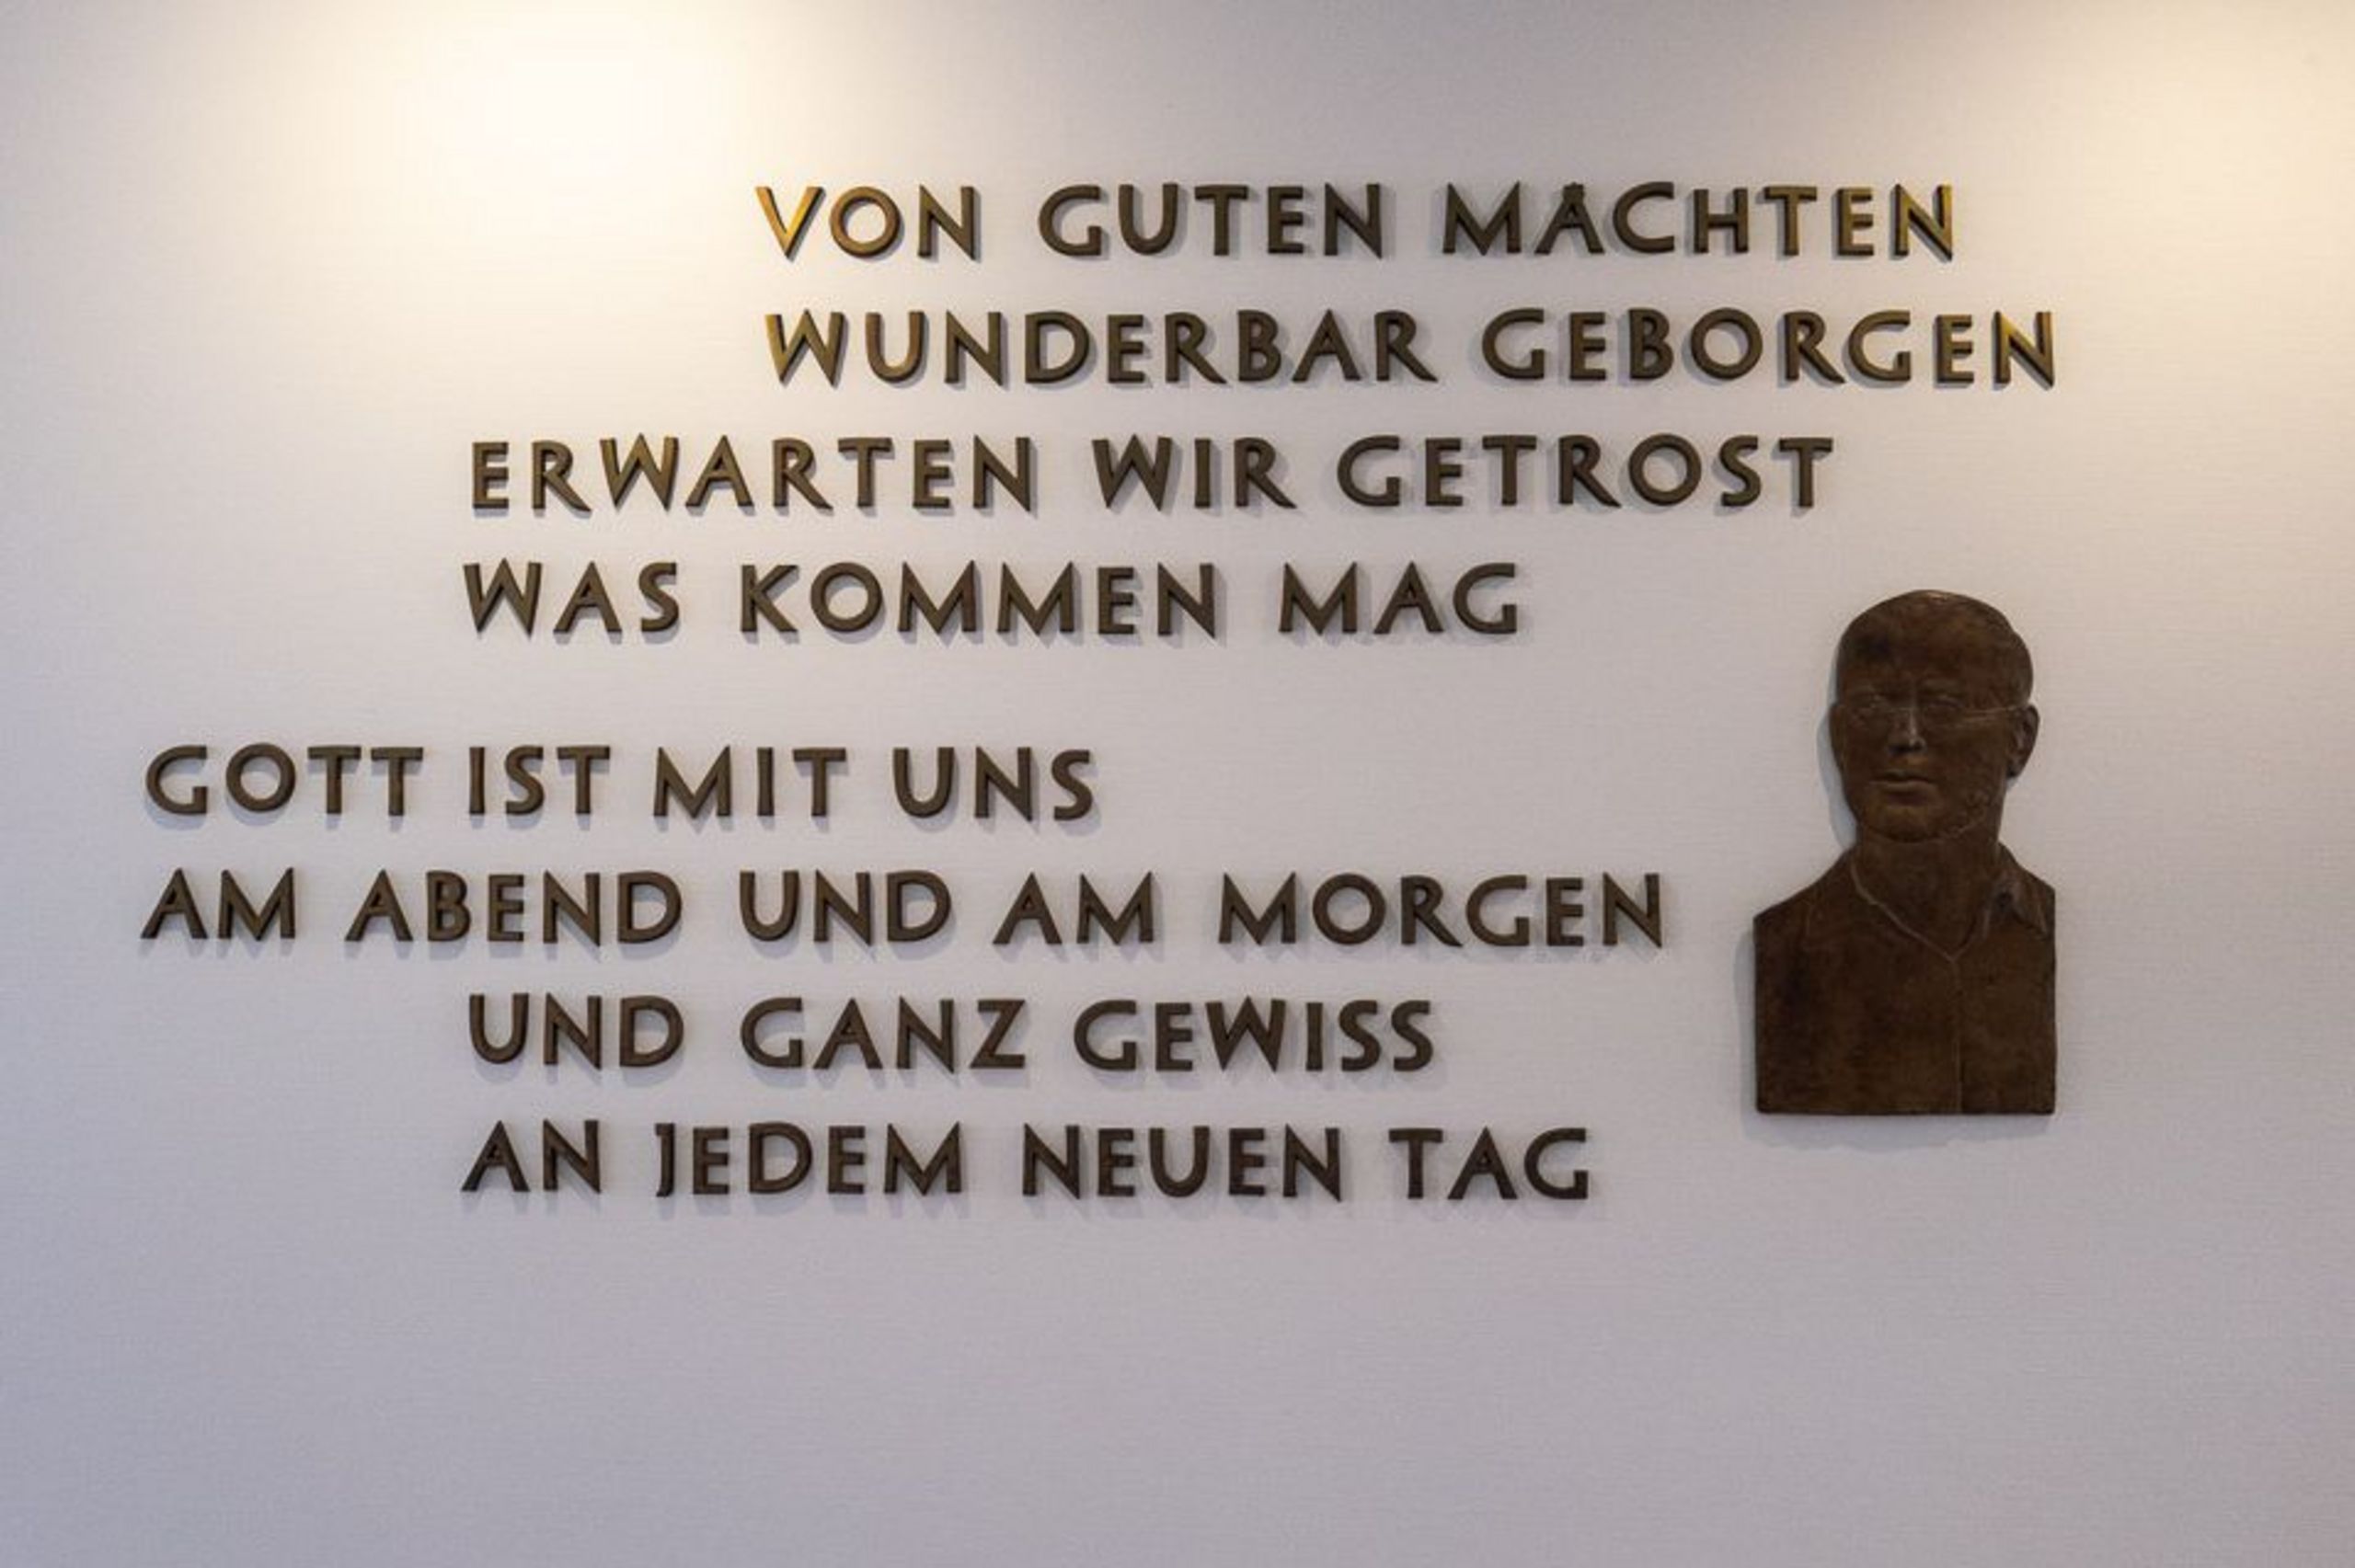 VON GUTEN MÄCHTEN
WUNDERBAR GEBORGEN
ERWARTEN WIR GETROST
WAS KOMMEN MAG
GOTT IST MIT UNS
AM ABEND UND AM MORGEN
UND GANZ GEWISS
AN JEDEM NEUEN TAG